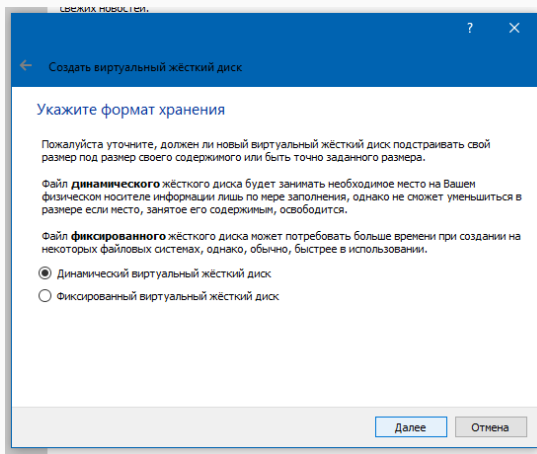 свежих новостей.
?
Создать виртуальный жёсткий диск
Укажите формат хранения
Пожалуйста уточните, должен ли новый виртуальный жёсткий диск подстраивать свой
размер под размер своего содержимого или быть точно заданного размера.
Файл динамического жёсткого диска будет занимать необходимое место на Вашем
физическом носителе информации лишь по мере заполнения, однако не сможет уменьшиться в
размере если место, занятое его содержимым, освободится.
Файл фиксированного жёсткого диска может потребовать больше времени при создании на
некоторых файловых системах, однако, обычно, быстрее в использовании.
Динамический виртуальный жёсткий диск
Фиксированный виртуальный жёсткий диск
Далее Отмена